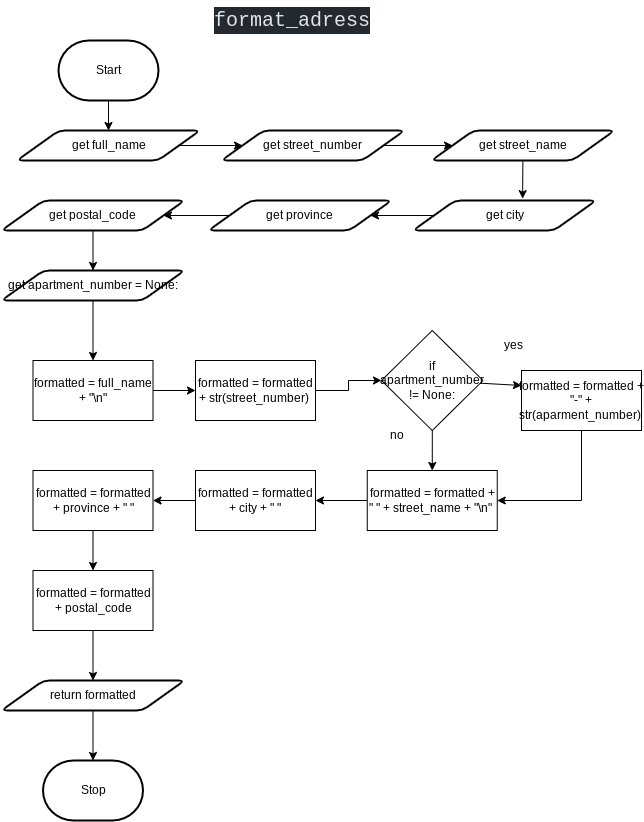 format_adress
Start
get full_name
get street_number
get street_name
get city
get province
get postal_code
get apartment_number = None:
formatted = full_name
+ "\n"
formatted = formatted
+ str(street_number)
if
apartment_number
!= None:
yes
formatted = formatted +
"-" +
str(aparment_number)
no
formatted = formatted +
" " + street_name + "\n"
formatted = formatted
+ city + " "
formatted = formatted
+ province + " "
formatted = formatted
+ postal_code
return formatted
Stop